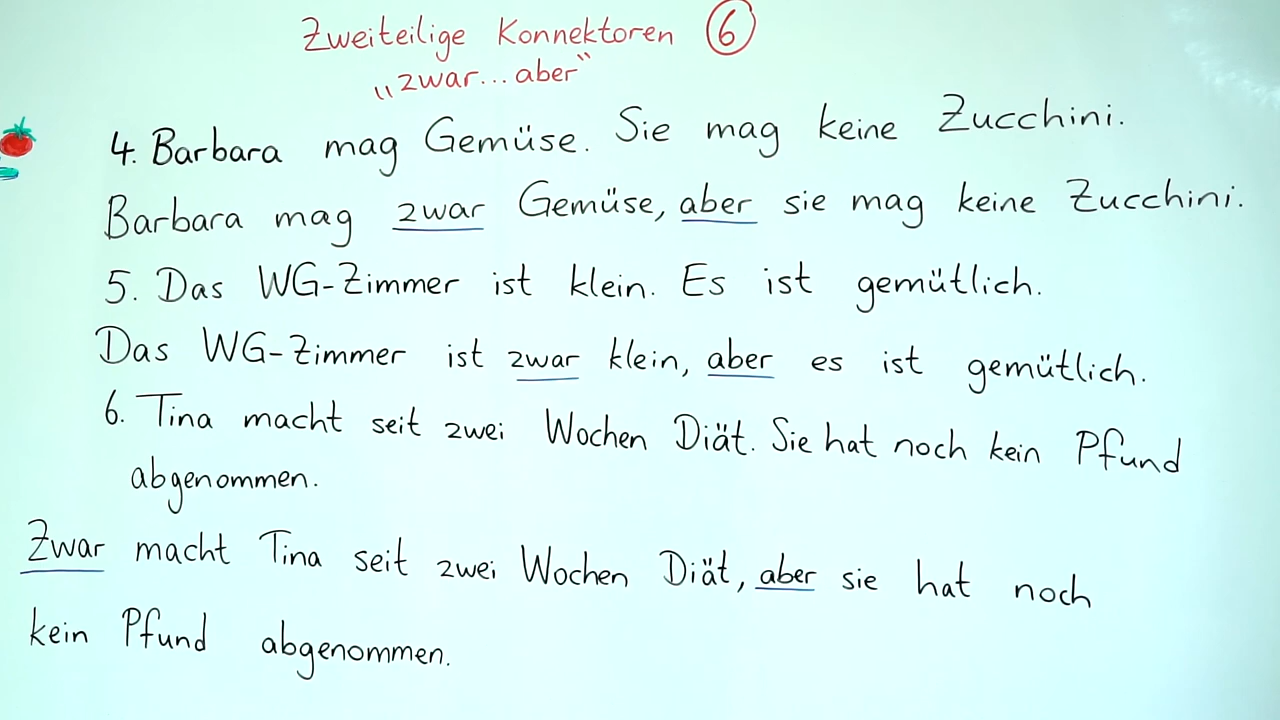 Zweiteilige Konnektoren 6
"zwar... aber"
4. Barbara mag Gemüse. Sie mag keine Zucchini.
Barbara mag zwar Gemüse, aber sie mag keine Zucchini.
5. Das WG-Zimmer ist klein. Es ist gemütlich.
Das WG-Zimmer ist zwar klein, aber es ist gemütlich.
6. Tina macht seit zwei Wochen Diät. Sie hat noch kein Pfund
abgenommen.
Zwar macht Tina seit zwei Wochen Diät, aber sie hat noch
kein Pfund abgenommen.